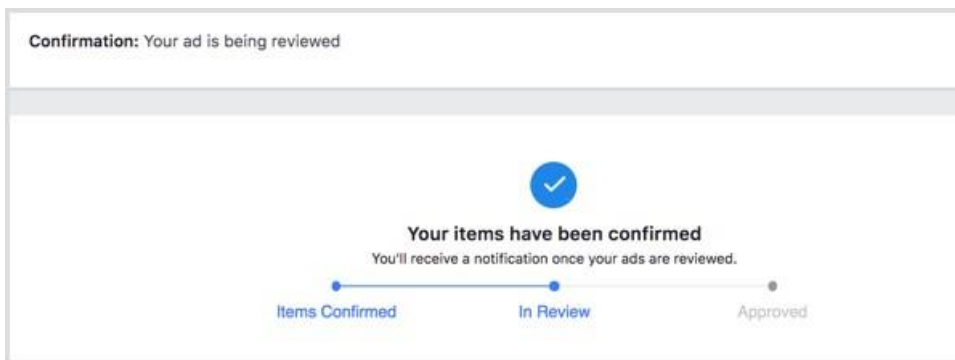 Confirmation: Your ad is being reviewed
Your items have been confirmed
You'll receive a notification once your ads are reviewed.
Items Confirmed In Review Approved